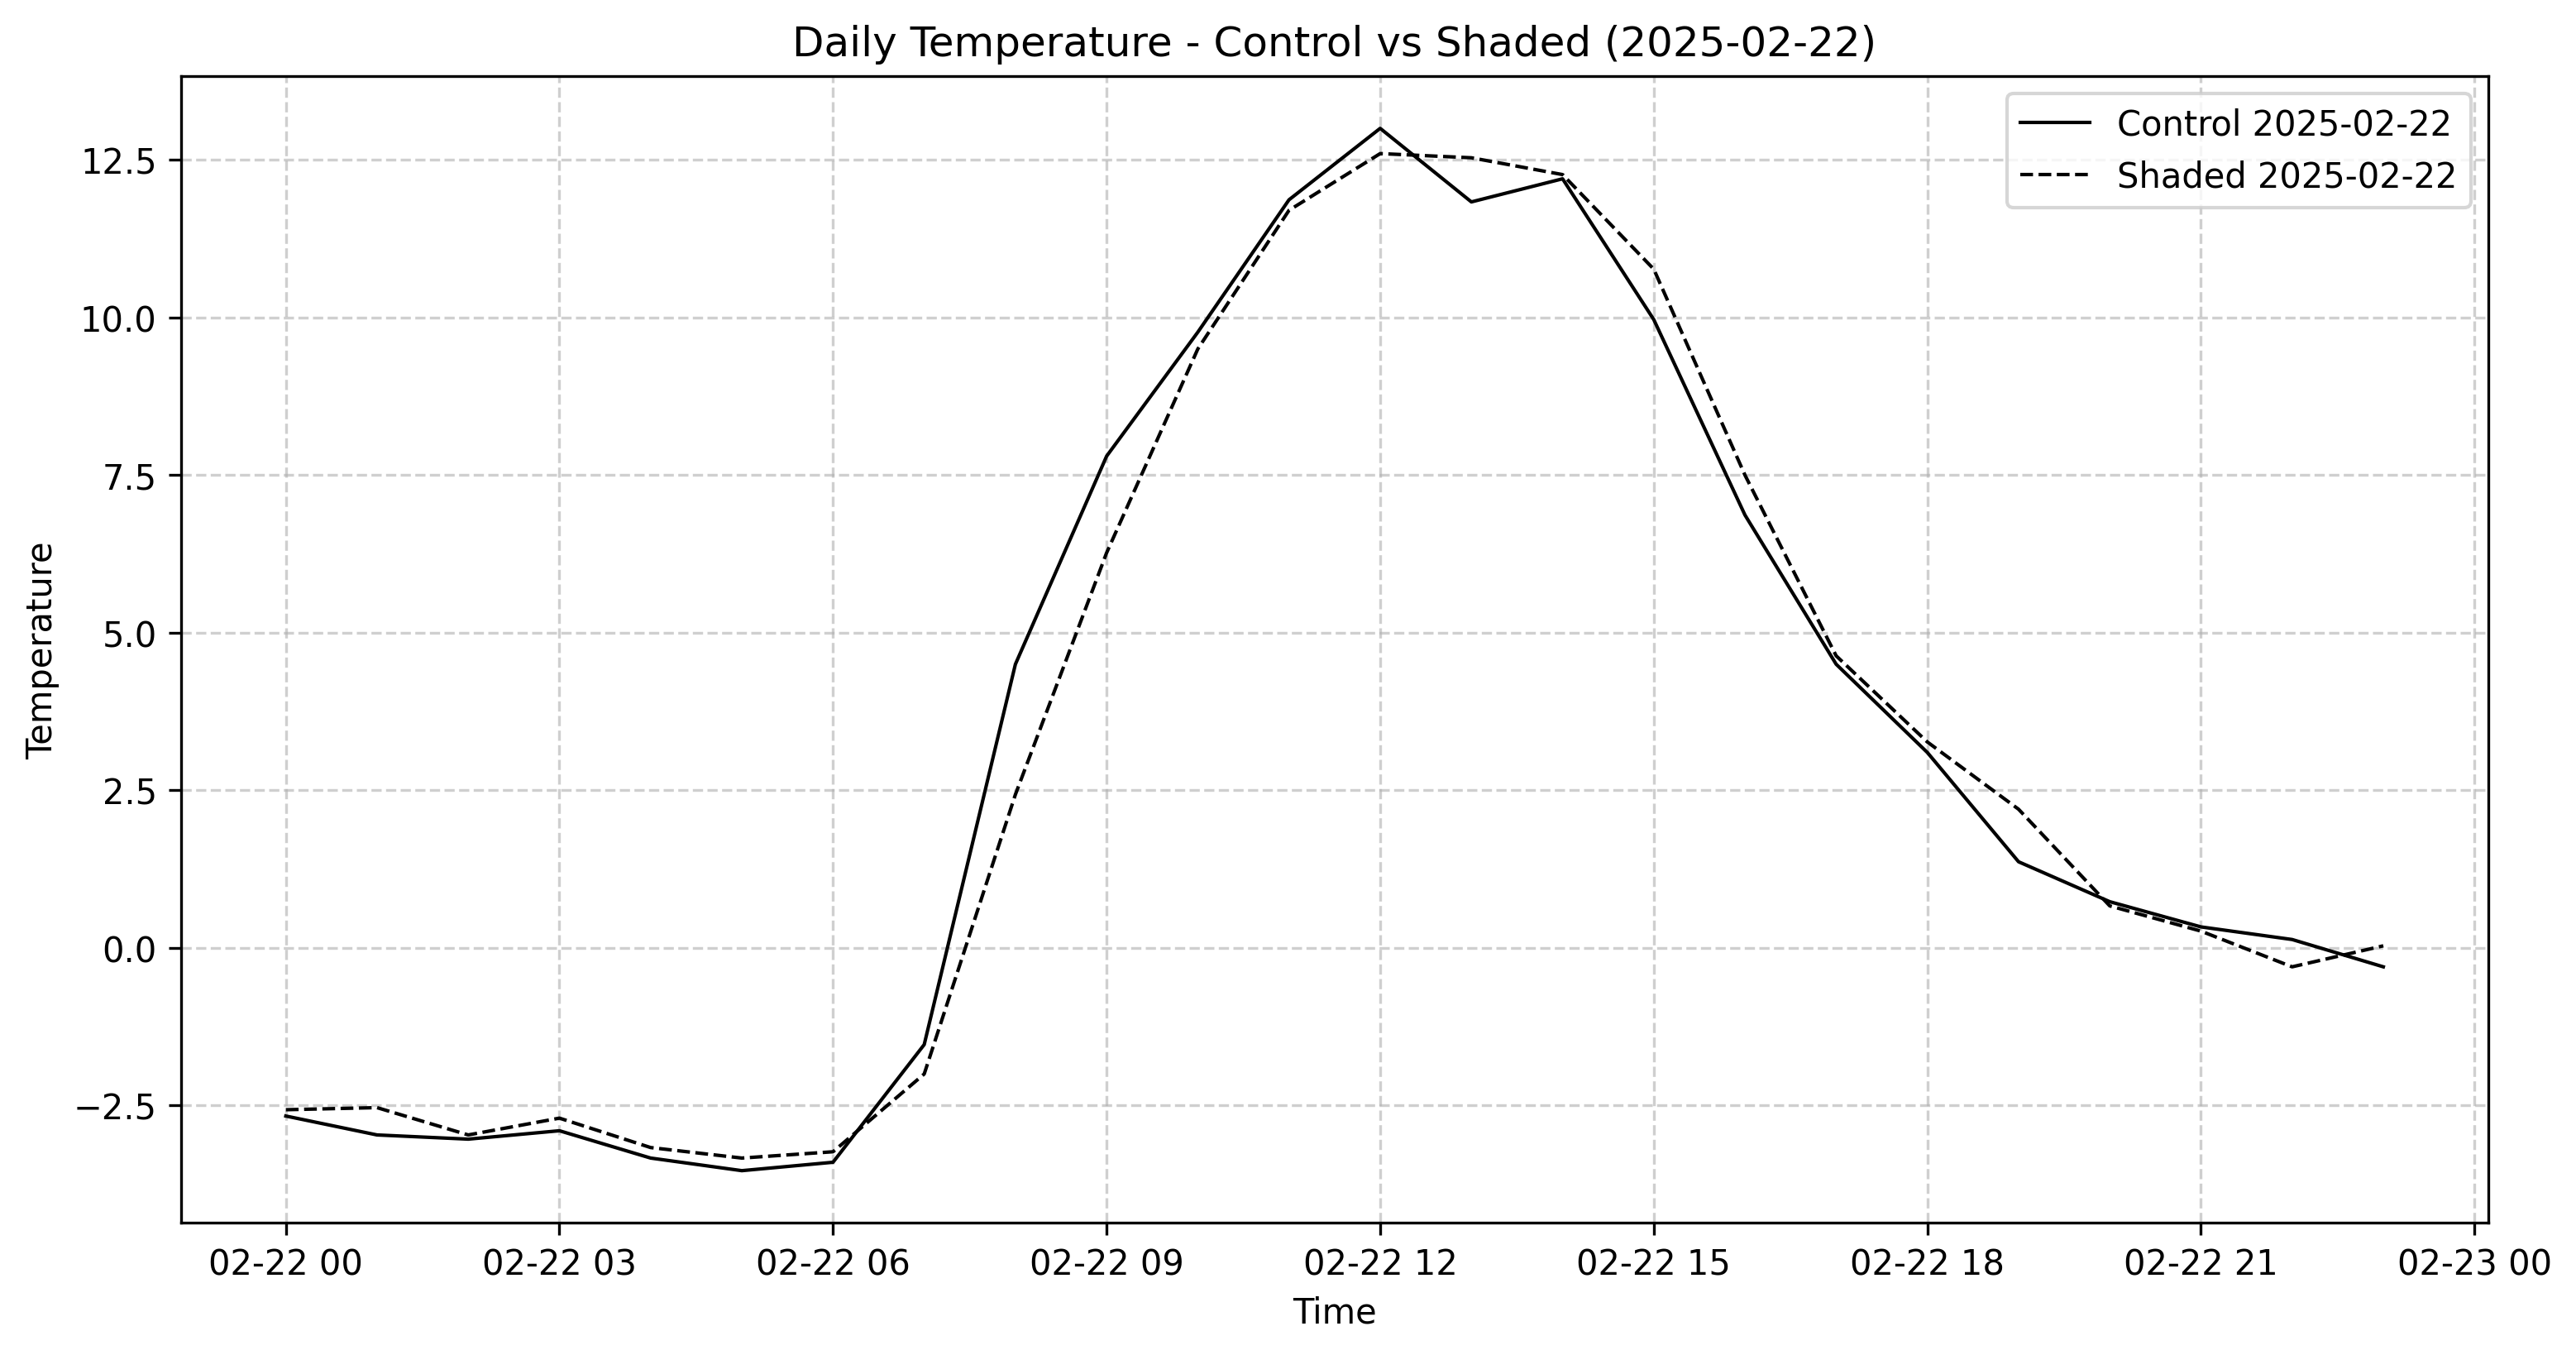 Daily Temperature - Control vs Shaded (2025-02-22)
Control 2025-02-22
Shaded 2025-02-22
12.5
10.0
7.5
5.0
2.5
0.0
−2.5
Temperature
02-22 00 02-22 03 02-22 06 02-22 09 02-22 12 02-22 15 02-22 18 02-22 21 02-23 00
Time